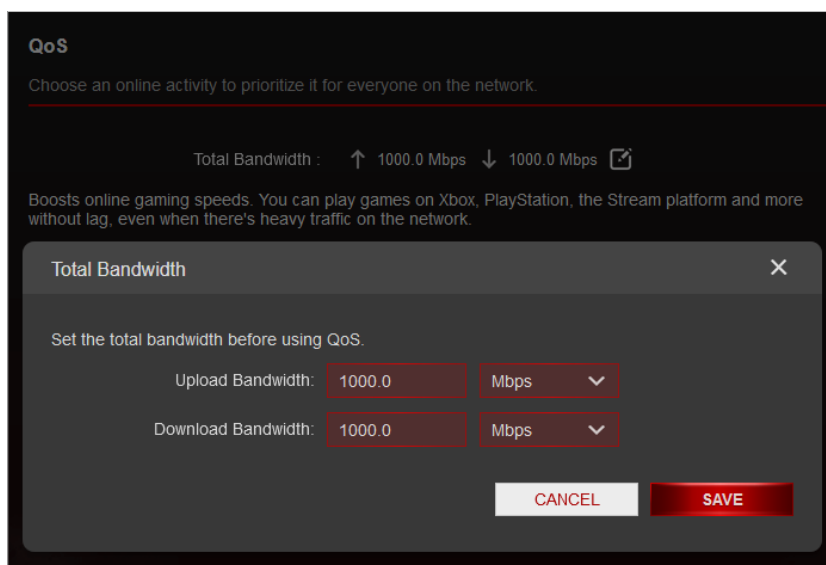 QoS
Choose an online activity to prioritize it for everyone on the network.
Total Bandwidth : ↑ 1000.0 Mbps ↓ 1000.0 Mbps
Boosts online gaming speeds. You can play games on Xbox, PlayStation, the Stream platform and more
without lag, even when there's heavy traffic on the network.
Total Bandwidth
Set the total bandwidth before using QoS.
Upload Bandwidth: 1000.0 Mbps
Download Bandwidth: 1000.0 Mbps
CANCEL SAVE